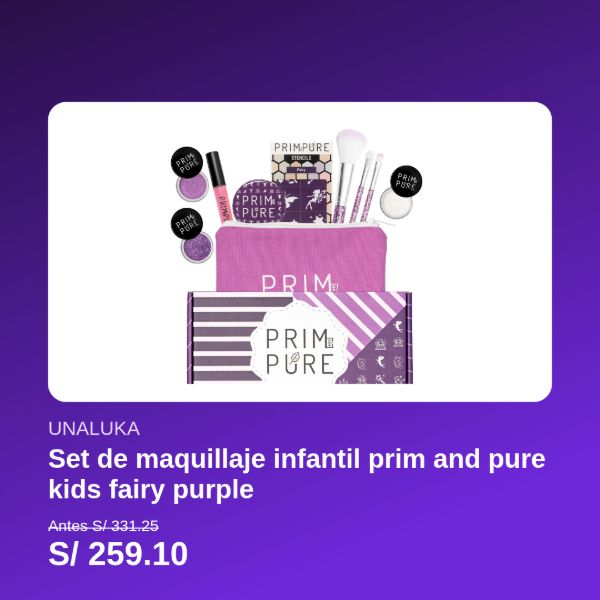 PRIM
PURE
PRIM&PURE
STENCILS
Fairy
PRIM&
PURE
PRIM&
PURE
PRIM&
PURE
PRIM&
PURE
PRIM&
PRIM&
PURE
UNALUKA
Set de maquillaje infantil prim and pure
kids fairy purple
Antes S/ 331.25
S/ 259.10